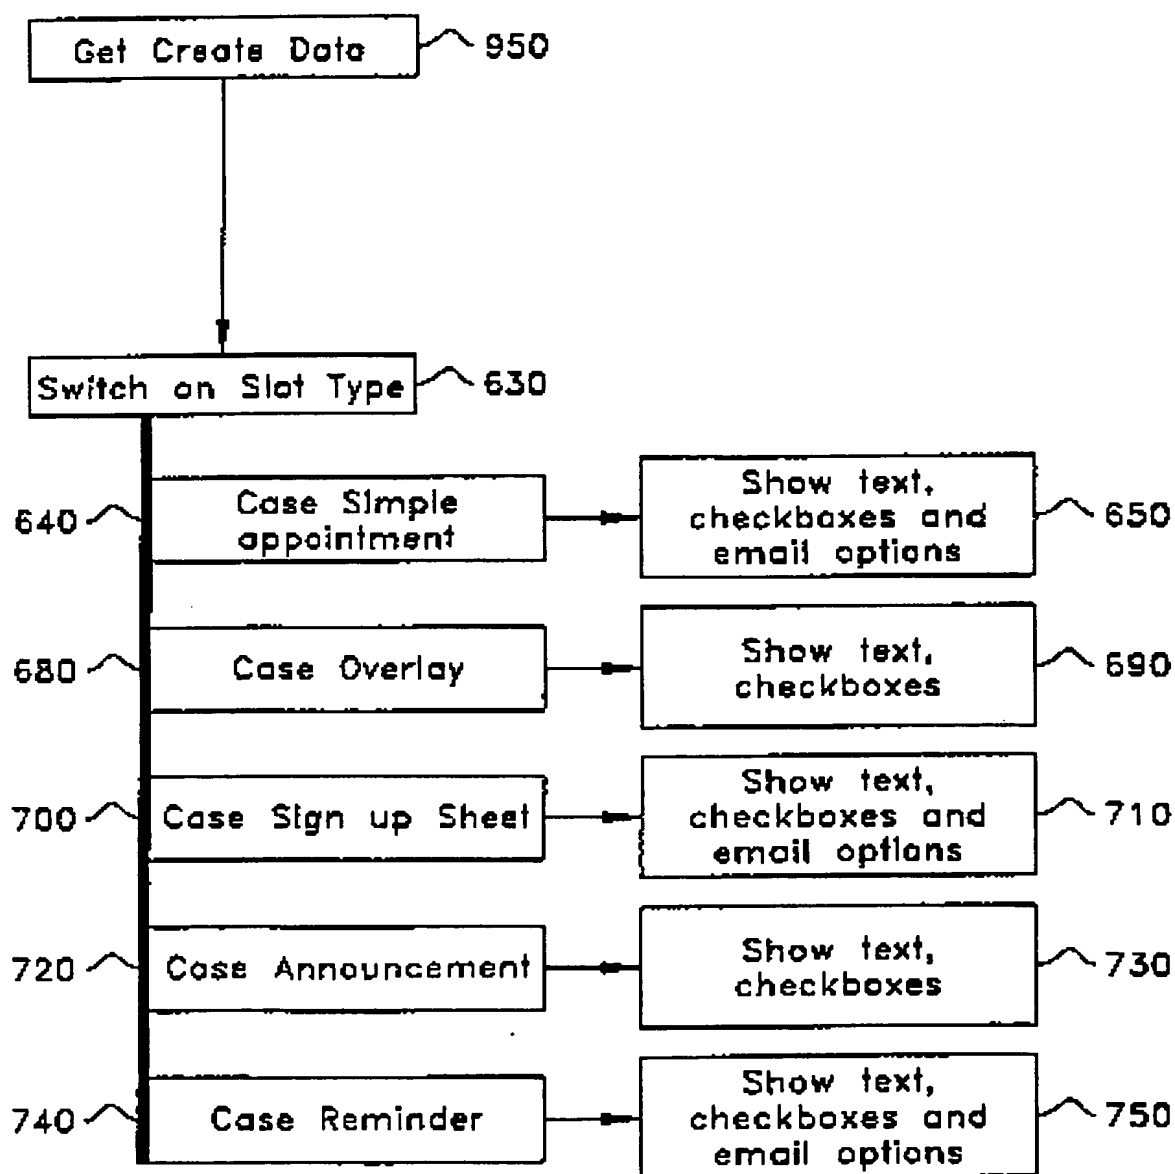 Get Create Data
950
Switch on Slot Type
630
640
Case Simple
appointment
Show text,
checkboxes and
email options
650
680
Case Overlay
Show text,
checkboxes
690
700
Case Sign up Sheet
Show text,
checkboxes and
email options
710
720
Case Announcement
Show text,
checkboxes
730
740
Case Reminder
Show text,
checkboxes and
email options
750